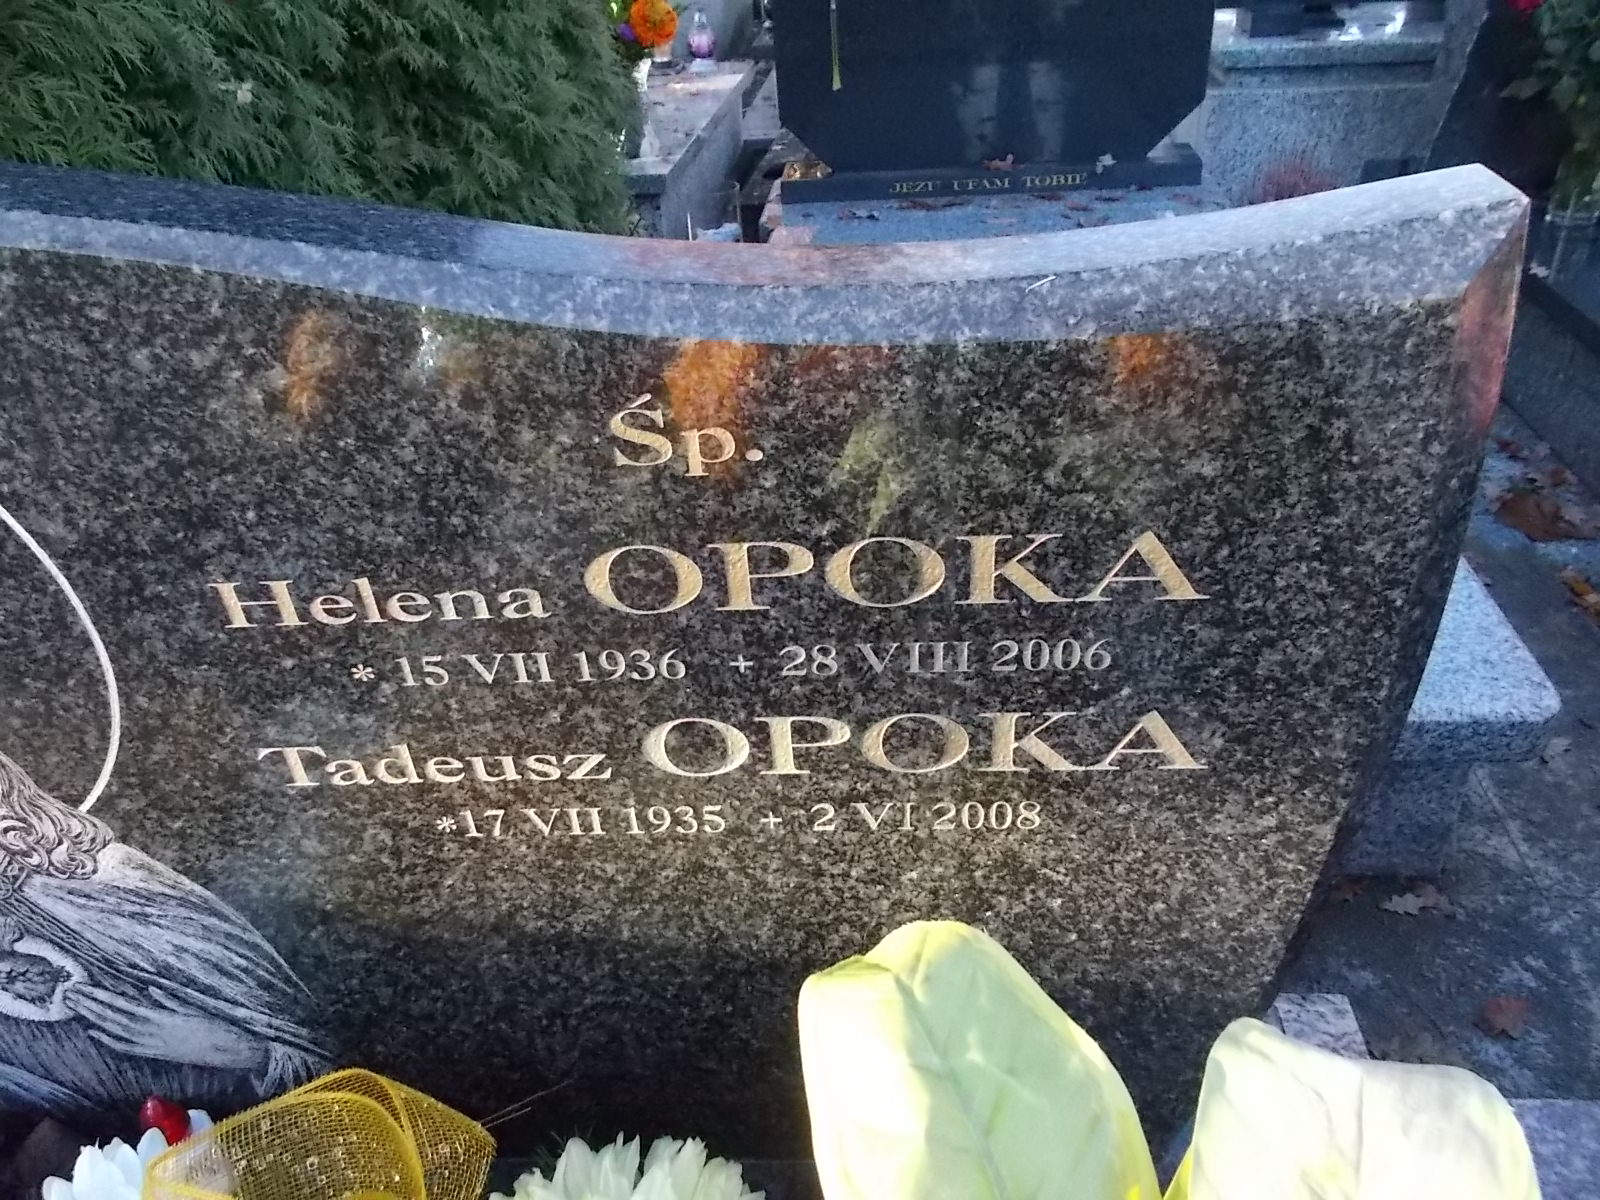 JEZU UFAM TOBIE
Śp.
Helena OPOKA
* 15 VII 1936 + 28 VIII 2006
Tadeusz OPOKA
*17 VII 1935 + 2 VI 2008